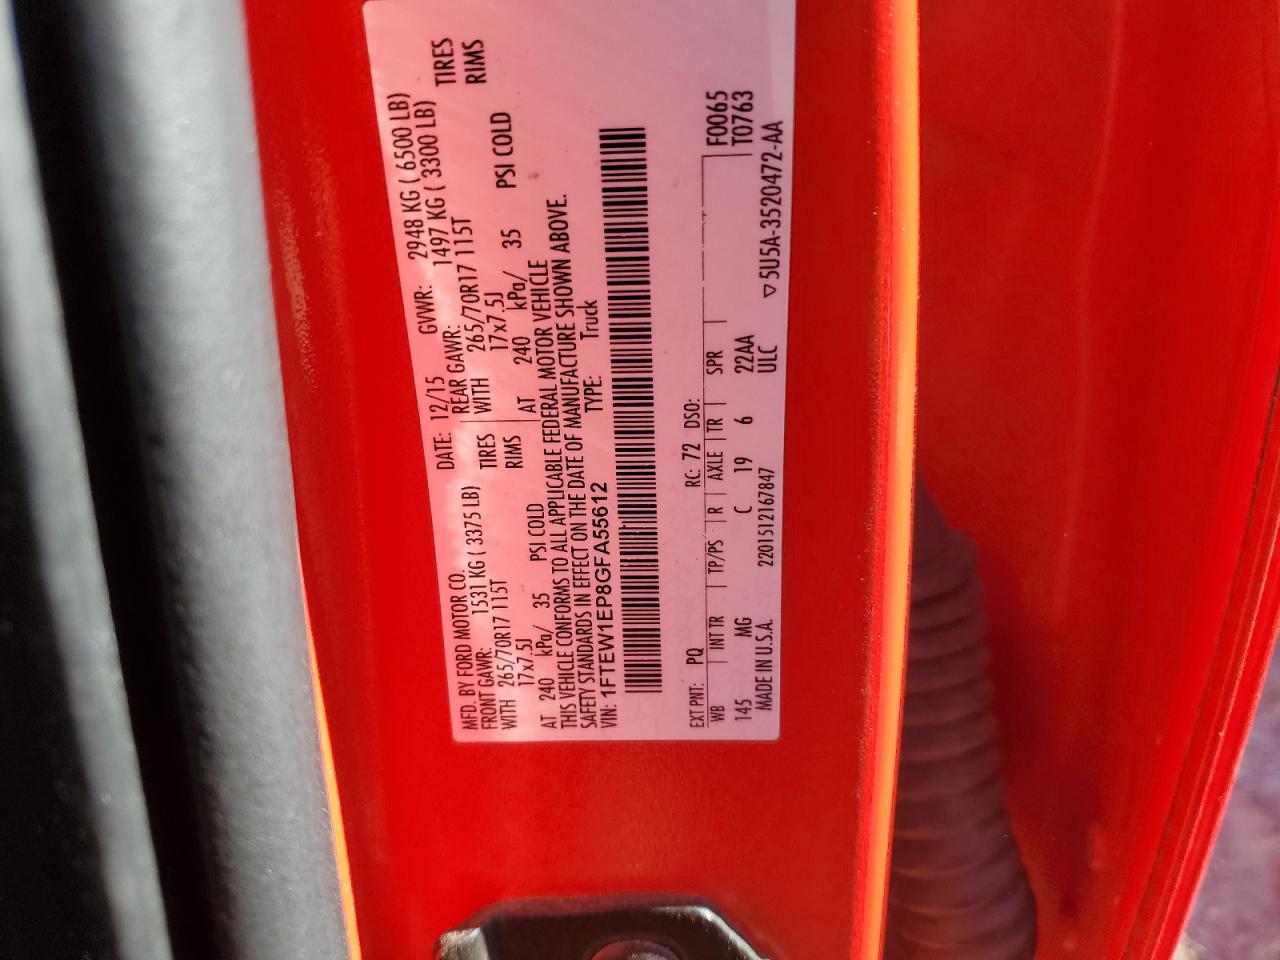 MFD. BY FORD MOTOR CO.
DATE: 12/15 GVWR: 2948 KG ( 6500 LB)
FRONT GAWR: 1531 KG ( 3375 LB) REAR GAWR: 1497 KG ( 3300 LB)
WITH 265/70R17 115T TIRES WITH 265/70R17 115T TIRES
17x7.5J RIMS 17x7.5J RIMS
AT 240 kPa/ 35 PSI COLD AT 240 kPa/ 35 PSI COLD
THIS VEHICLE CONFORMS TO ALL APPLICABLE FEDERAL MOTOR VEHICLE
SAFETY STANDARDS IN EFFECT ON THE DATE OF MANUFACTURE SHOWN ABOVE.
VIN: 1FTEW1EP8GFA55612 TYPE: Truck
EXT PNT: PQ RC: 72 DSO:
WB INT TR TP/PS R AXLE TR SPR F0065
145 MG C 19 6 22AA T0763
MADE IN U.S.A. 2201512167847 ULC ▽5U5A-3520472-AA